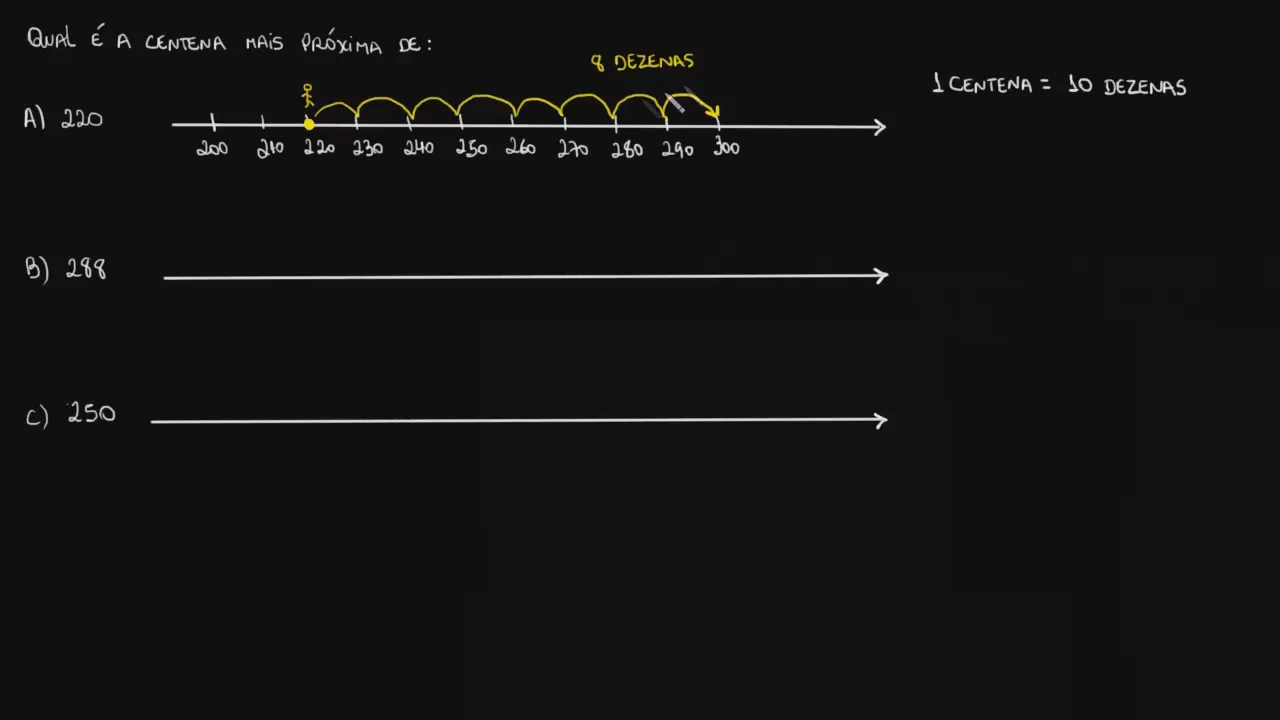 QUAL É A CENTENA MAIS PRÓXIMA DE:
8 DEZENAS
1 CENTENA = 10 DEZENAS
A) 220
200 210 220 230 240 250 260 270 280 290 300
B) 288
C) 250